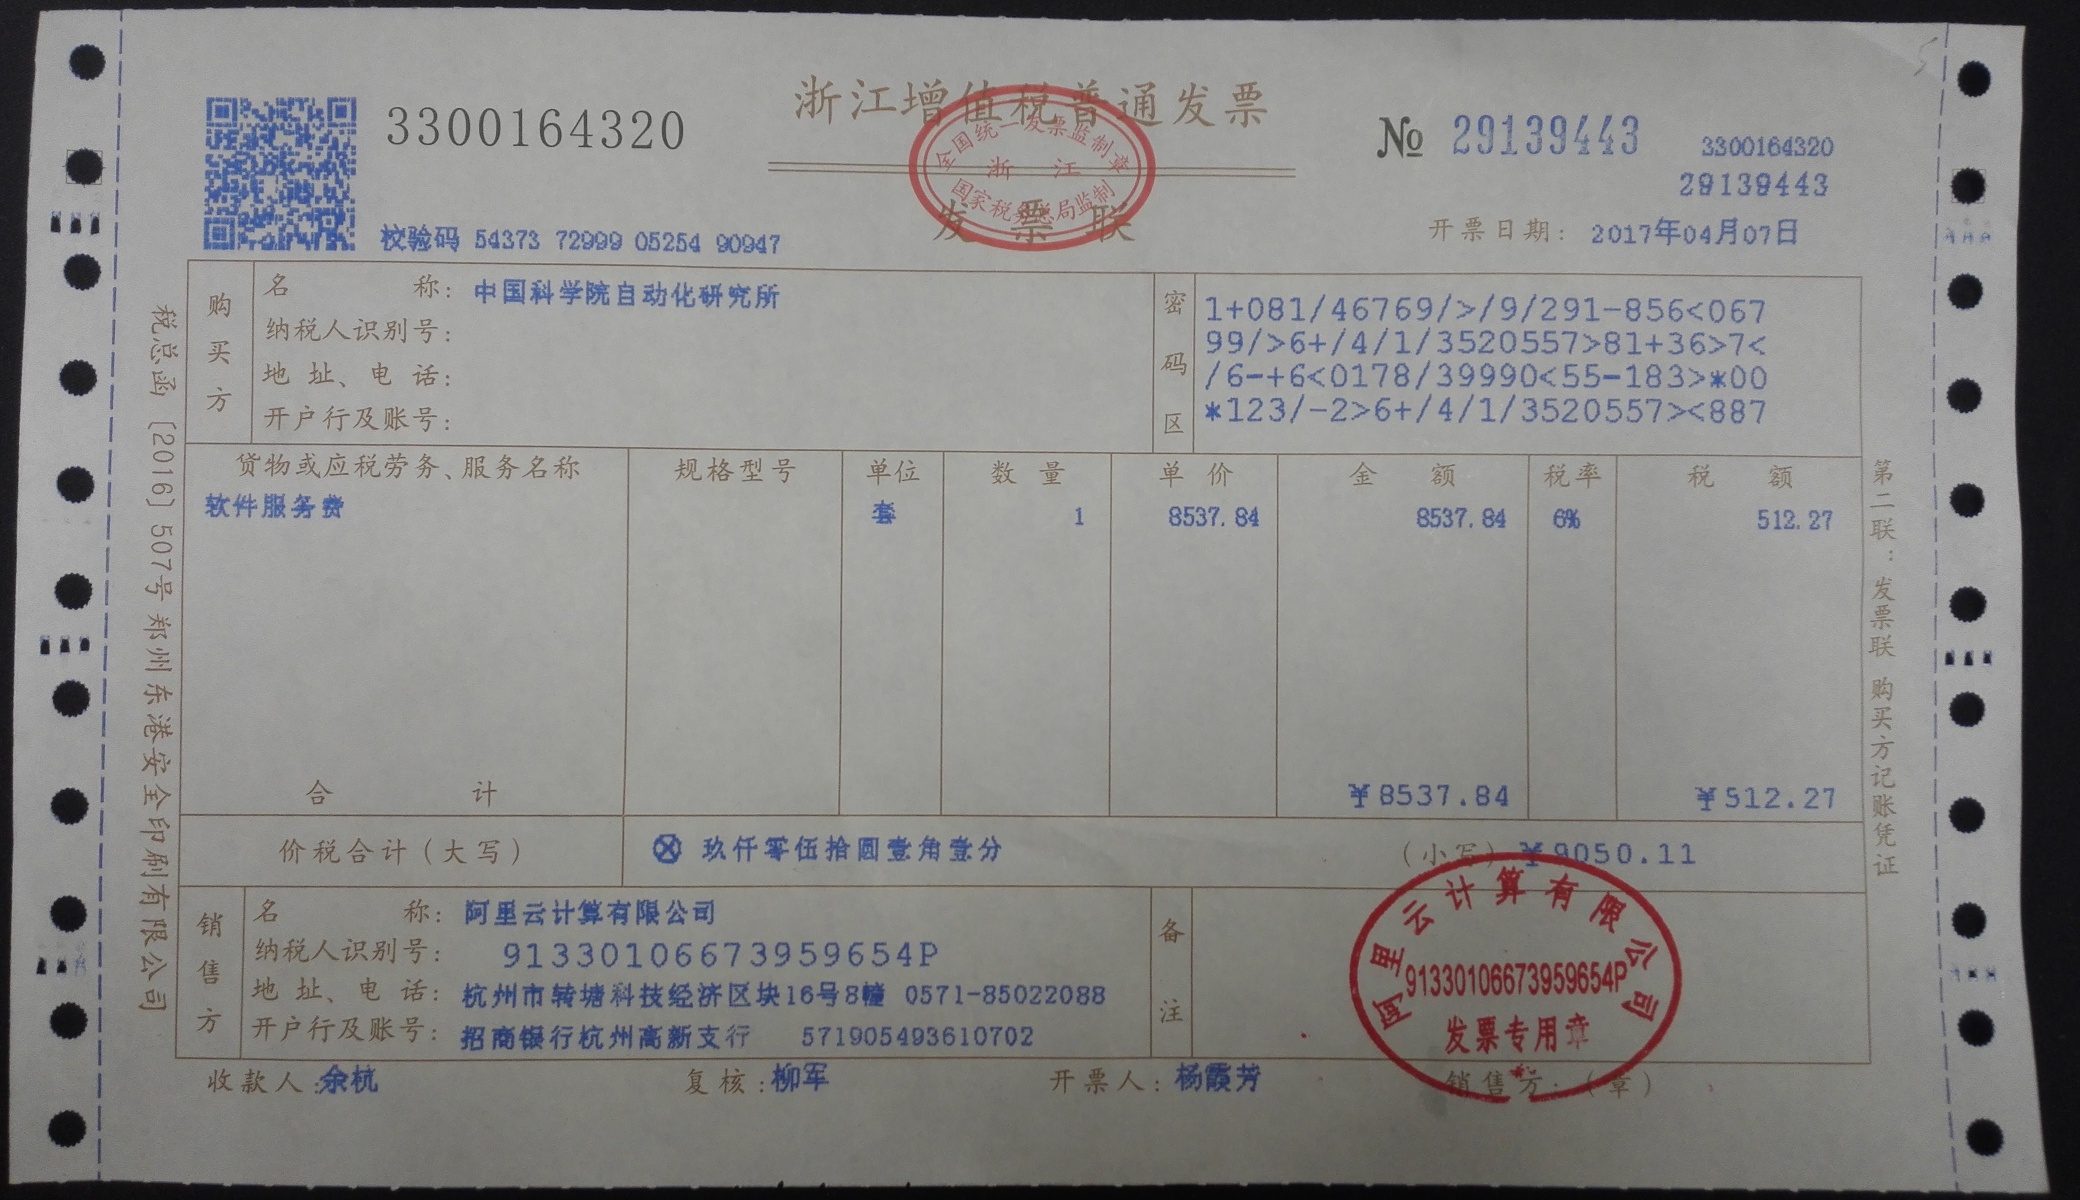 浙江增值税普通发票
3300164320
№ 29139443
3300164320
29139443
全国统一发票监制章
浙 江
国家税务总局监制
发票联
校验码 54373 72999 05254 90947
开票日期: 2017年04月07日
购买方
名 称: 中国科学院自动化研究所
纳税人识别号:
地 址、电 话:
开户行及账号:
密码区
1+081/46769/>/9/291-856<067
99/>6+/4/1/3520557>81+36>7<
/6-+6<0178/39990<55-183>*00
*123/-2>6+/4/1/3520557><887
货物或应税劳务、服务名称 规格型号 单位 数 量 单 价 金 额 税率 税 额
软件服务费 套 1 8537.84 8537.84 6% 512.27
合 计 ¥8537.84 ¥512.27
价税合计(大写) ⊗ 玖仟零伍拾圆壹角壹分 (小写) ¥9050.11
销售方
名 称: 阿里云计算有限公司
纳税人识别号: 91330106673959654P
地 址、电 话: 杭州市转塘科技经济区块16号8幢 0571-85022088
开户行及账号: 招商银行杭州高新支行 571905493610702
备注
阿里云计算有限公司
91330106673959654P
发票专用章
收款人:余杭 复核:柳军 开票人:杨霞芳 销售方:(章)
税总函〔2016〕507号郑州东港安全印刷有限公司
第二联:发票联 购买方记账凭证